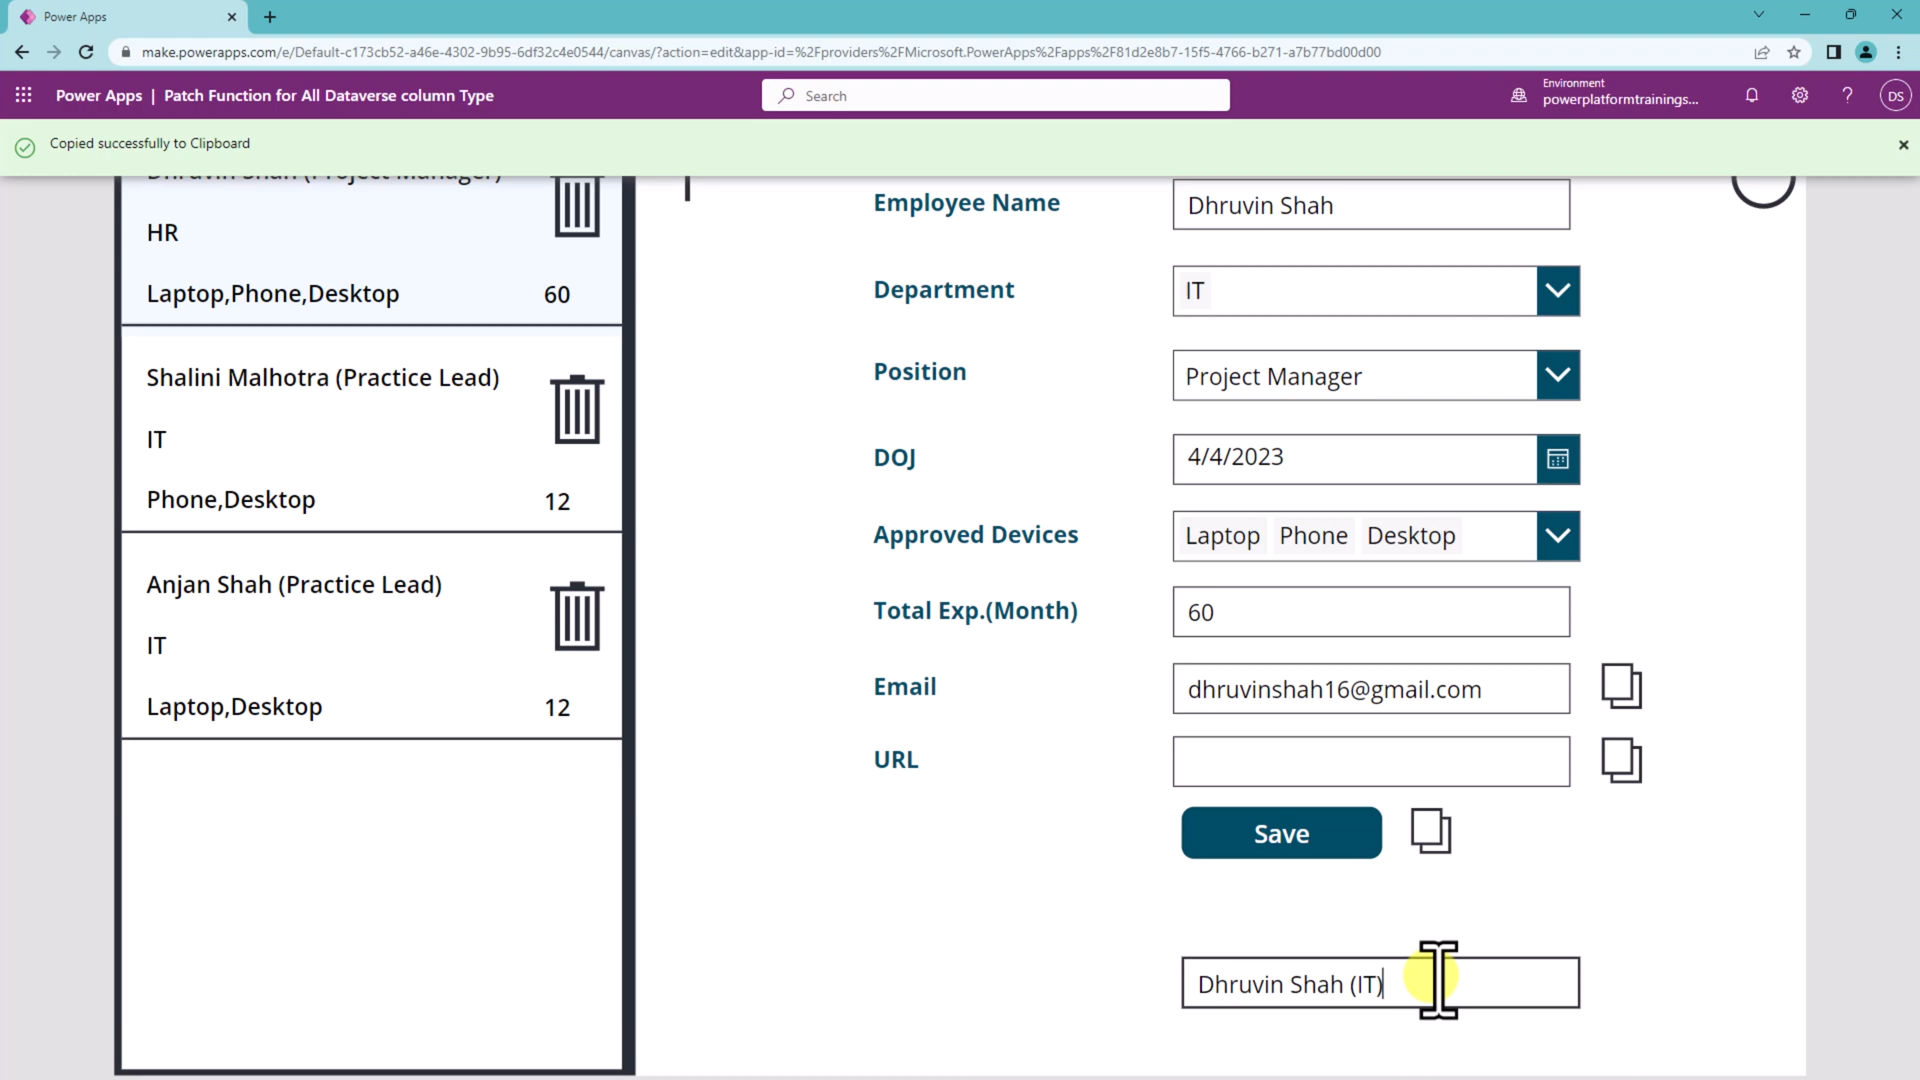 Power Apps
make.powerapps.com/e/Default-c173cb52-a46e-4302-9b95-6df32c4e0544/canvas/?action=edit&app-id=%2Fproviders%2FMicrosoft.PowerApps%2Fapps%2F81d2e8b7-15f5-4766-b271-a7b77bd00d00
Power Apps | Patch Function for All Dataverse column Type
Search
Environment
powerplatformtrainings...
DS
Copied successfully to Clipboard
Dhruvin Shah (Project Manager)
HR
Laptop,Phone,Desktop 60
Shalini Malhotra (Practice Lead)
IT
Phone,Desktop 12
Anjan Shah (Practice Lead)
IT
Laptop,Desktop 12
Employee Name Dhruvin Shah
Department IT
Position Project Manager
DOJ 4/4/2023
Approved Devices Laptop Phone Desktop
Total Exp.(Month) 60
Email dhruvinshah16@gmail.com
URL
Save
Dhruvin Shah (IT)